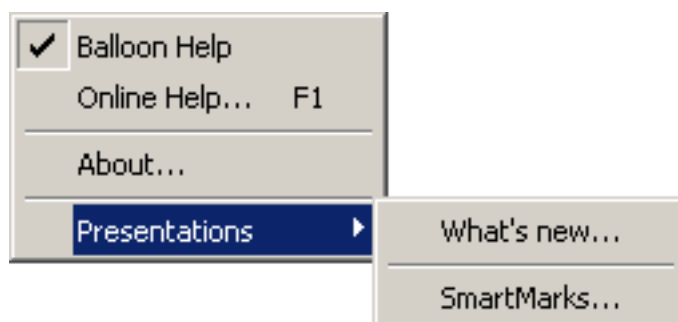 Balloon Help
Online Help... F1
About...
Presentations
What's new...
SmartMarks...